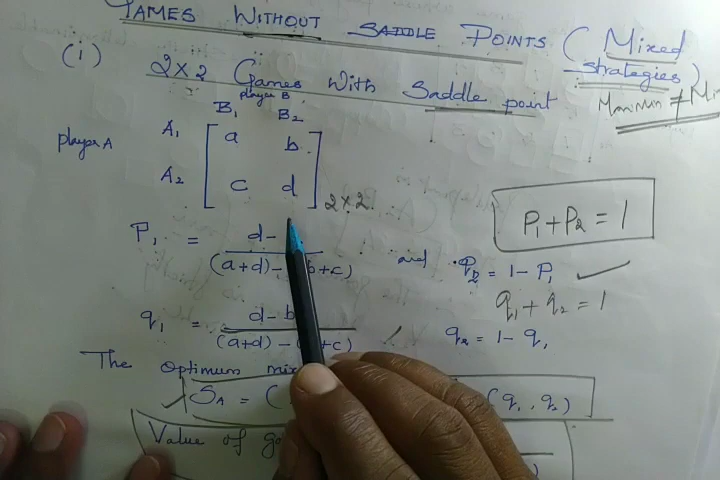 GAMES WITHOUT SADDLE POINTS (Mixed strategies)
(i) 2×2 Games With Saddle point
Maximin ≠
player B
B₁ B₂
player A A₁ a b
A₂ c d 2×2
P₁ + P₂ = 1
P₁ = d- / (a+d) - b+c) and P₂ = 1 - P₁
q₁ + q₂ = 1
q₁ = d-b / (a+d) - +c) q₂ = 1 - q₁
The optimum
S_A = ( (q₁, q₂)
Value of